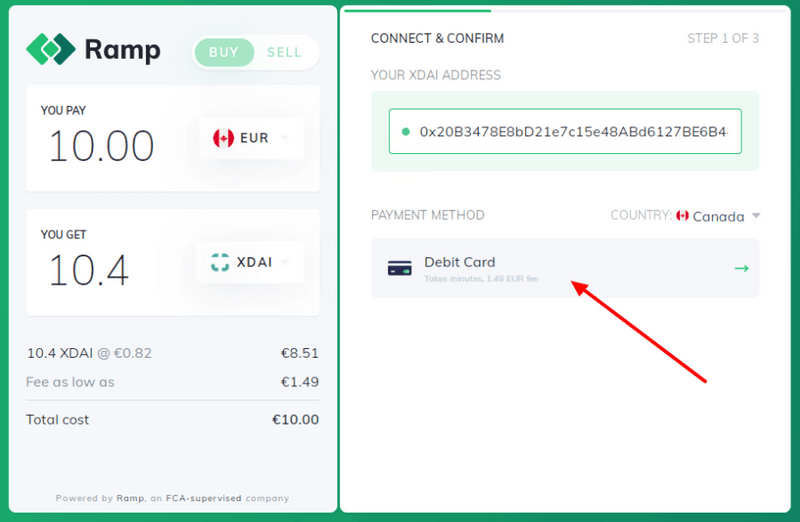 Ramp
BUY SELL
YOU PAY
10.00
EUR
YOU GET
10.4
XDAI
10.4 XDAI @ €0.82 €8.51
Fee as low as €1.49
Total cost €10.00
Powered by Ramp, an FCA-supervised company
CONNECT & CONFIRM STEP 1 OF 3
YOUR XDAI ADDRESS
0x20B3478E8bD21e7c15e48ABd6127BE6B4
PAYMENT METHOD COUNTRY: Canada
Debit Card
Takes minutes, 1.49 EUR fee